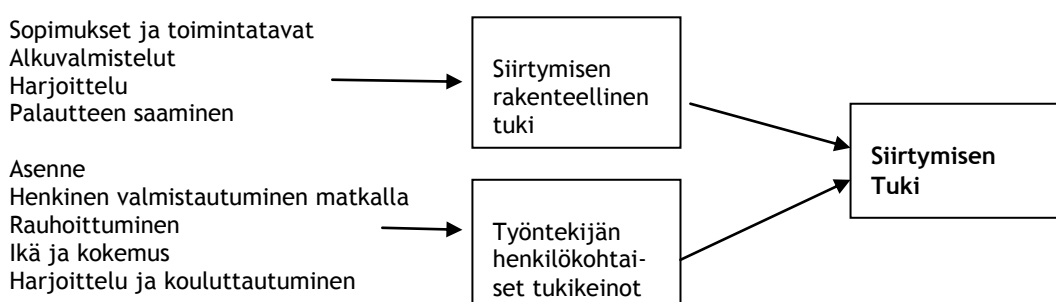 Sopimukset ja toimintatavat
Alkuvalmistelut
Harjoittelu
Palautteen saaminen
Siirtymisen
rakenteellinen
tuki
Asenne
Henkinen valmistautuminen matkalla
Rauhoittuminen
Ikä ja kokemus
Harjoittelu ja kouluttautuminen
Työntekijän
henkilökohtai-
set tukikeinot
Siirtymisen
Tuki